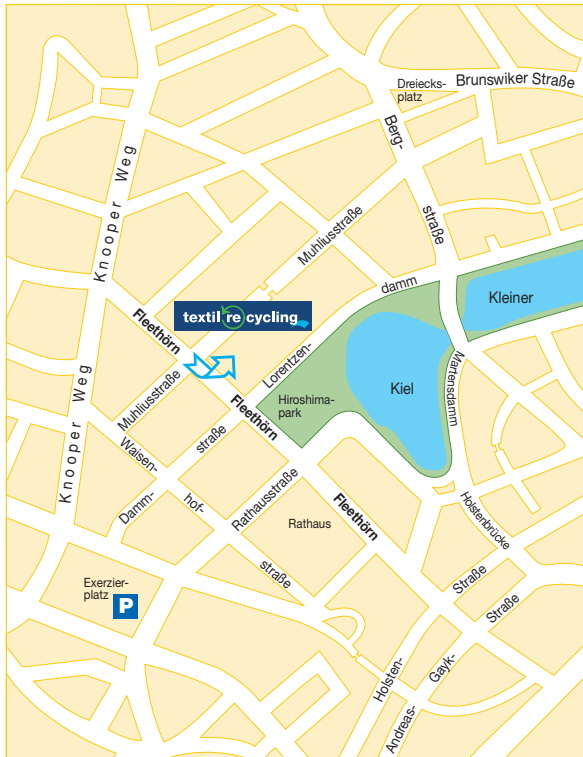 Dreiecks-
platz
Brunswiker Straße
Berg-
straße
Knooper Weg
Muhliusstraße
damm
Kleiner
textil re cycling
Fleethörn
Lorentzen-
Martensdamm
Kiel
Muhliusstraße
Fleethörn
Hiroshima-
park
Knooper Weg
Waisen-
straße
Damm-
hof-
Rathausstraße
Fleethörn
Rathaus
Holstenbrücke
straße
Exerzier-
platz
P
Straße
Straße
Holsten-
Gayk-
Andreas-